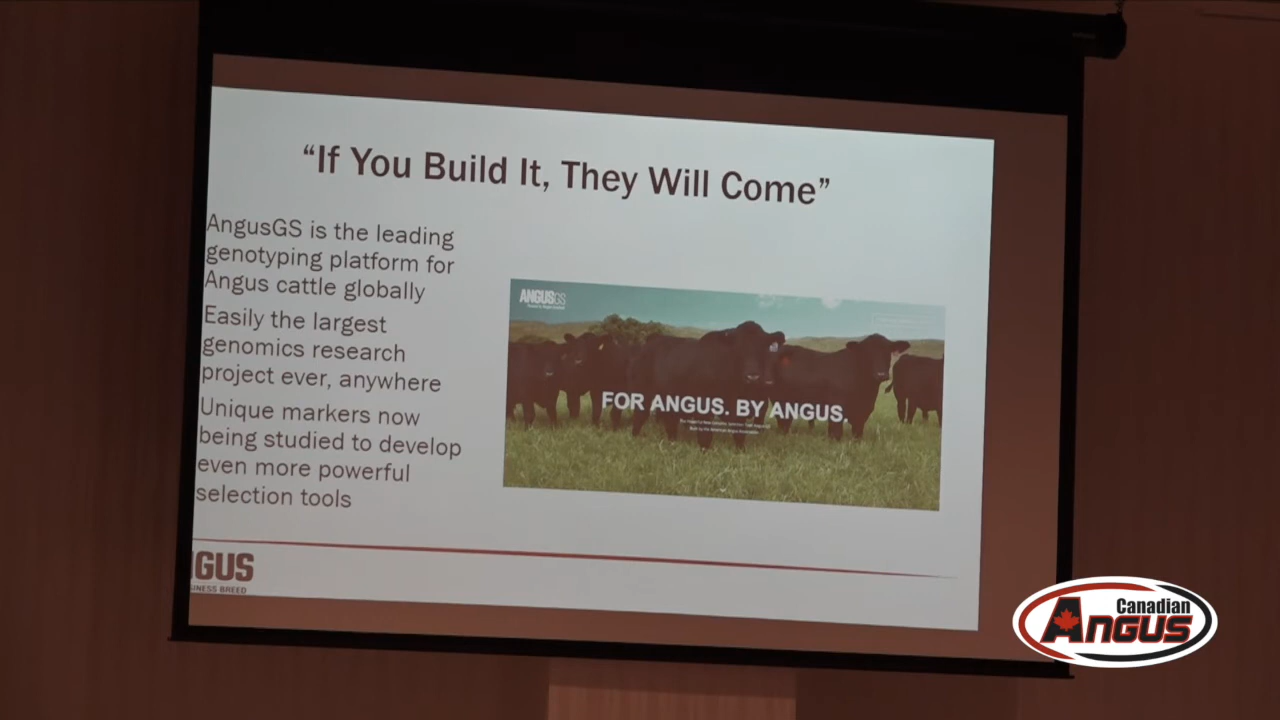 “If You Build It, They Will Come”
AngusGS is the leading
genotyping platform for
Angus cattle globally
Easily the largest
genomics research
project ever, anywhere
Unique markers now
being studied to develop
even more powerful
selection tools
ANGUSGS
FOR ANGUS. BY ANGUS.
GUS
SINESS BREED
Canadian
ANGUS